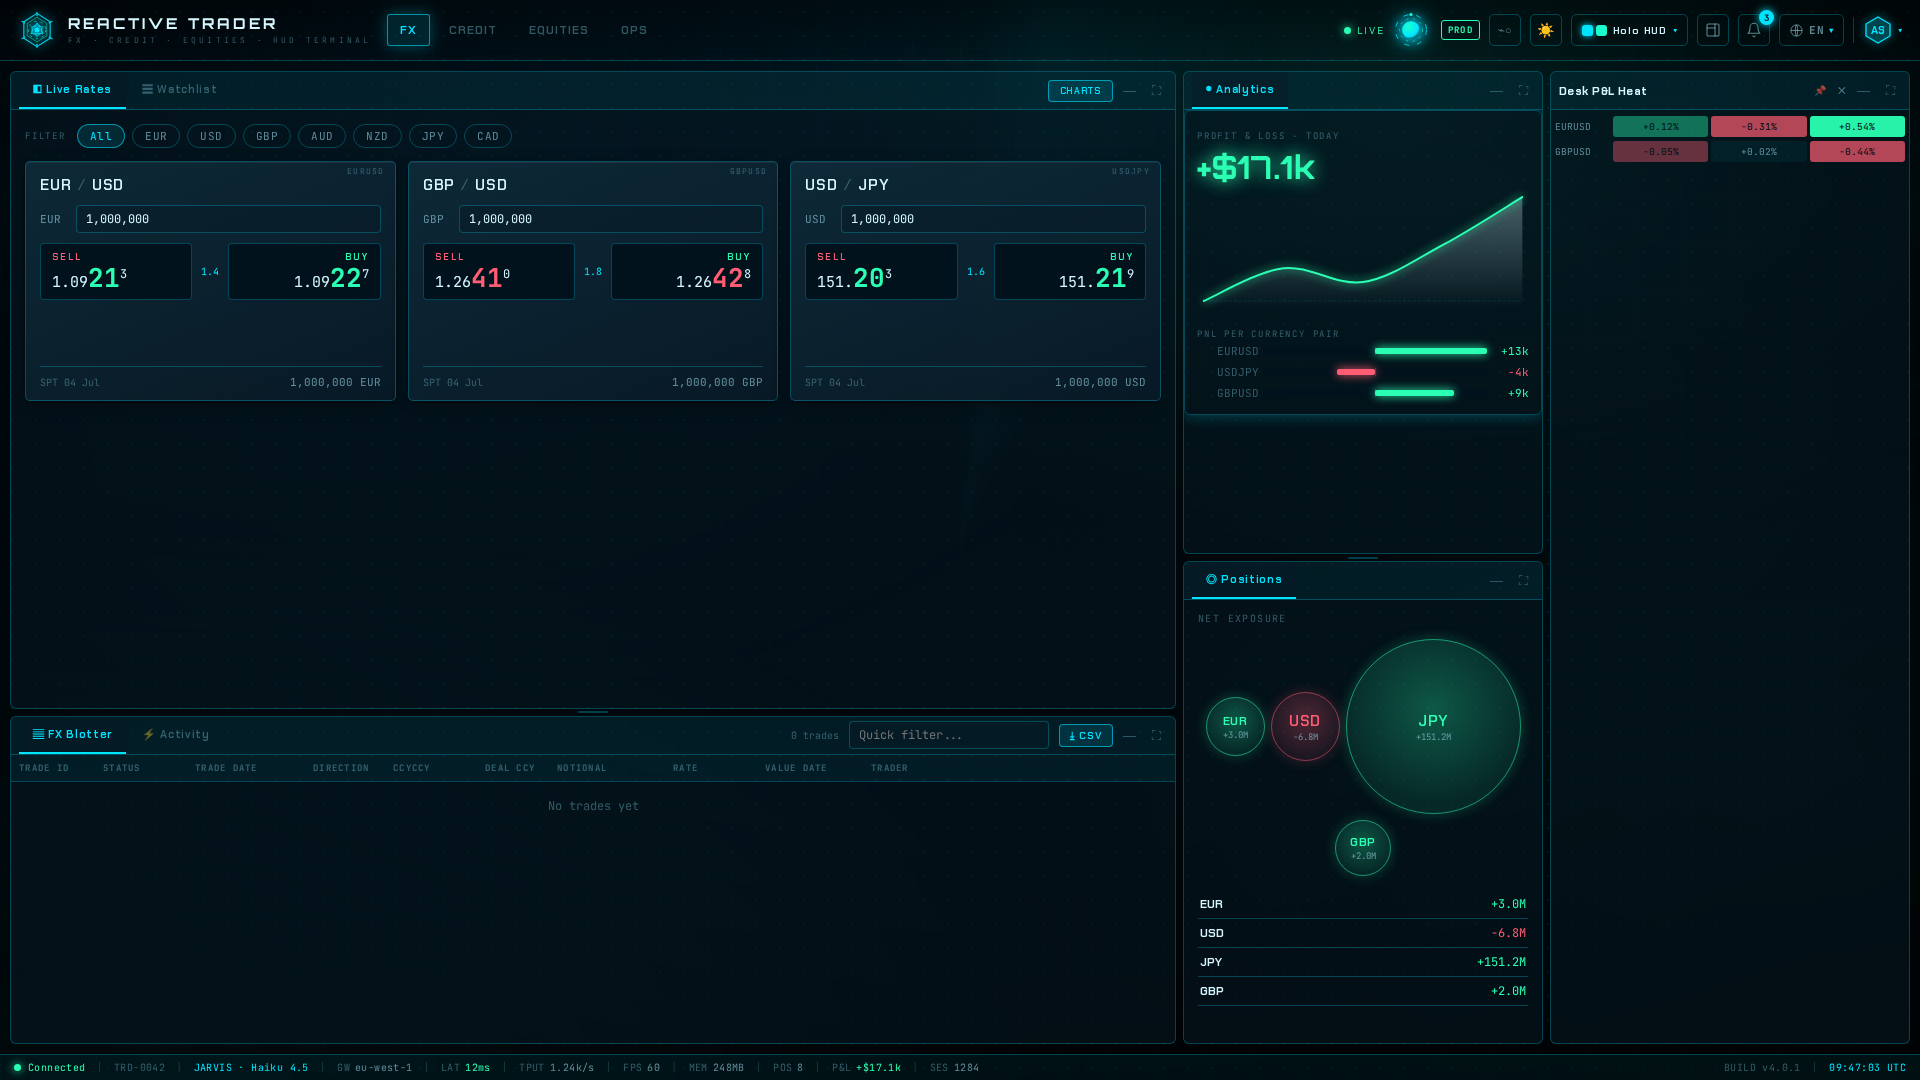 REACTIVE TRADER
FX · CREDIT · EQUITIES · HUD TERMINAL
FX CREDIT EQUITIES OPS
LIVE PROD Holo HUD 3 EN AS
Live Rates Watchlist CHARTS
FILTER All EUR USD GBP AUD NZD JPY CAD
EURUSD
EUR / USD
EUR 1,000,000
SELL 1.09213
1.4
BUY 1.09227
SPT 04 Jul 1,000,000 EUR
GBPUSD
GBP / USD
GBP 1,000,000
SELL 1.26410
1.8
BUY 1.26428
SPT 04 Jul 1,000,000 GBP
USDJPY
USD / JPY
USD 1,000,000
SELL 151.203
1.6
BUY 151.219
SPT 04 Jul 1,000,000 USD
FX Blotter Activity 0 trades Quick filter... CSV
TRADE ID STATUS TRADE DATE DIRECTION CCYCCY DEAL CCY NOTIONAL RATE VALUE DATE TRADER
No trades yet
Analytics
PROFIT & LOSS - TODAY
+$17.1k
PNL PER CURRENCY PAIR
EURUSD +13k
USDJPY -4k
GBPUSD +9k
Positions
NET EXPOSURE
EUR +3.0M
USD -6.8M
JPY +151.2M
GBP +2.0M
EUR +3.0M
USD -6.8M
JPY +151.2M
GBP +2.0M
Desk P&L Heat
EURUSD +0.12% -0.31% +0.54%
GBPUSD -0.05% +0.02% -0.44%
Connected TRD-0042 JARVIS · Haiku 4.5 GW eu-west-1 LAT 12ms TPUT 1.24k/s FPS 60 MEM 248MB POS 8 P&L +$17.1k SES 1284 BUILD v4.0.1 09:47:03 UTC